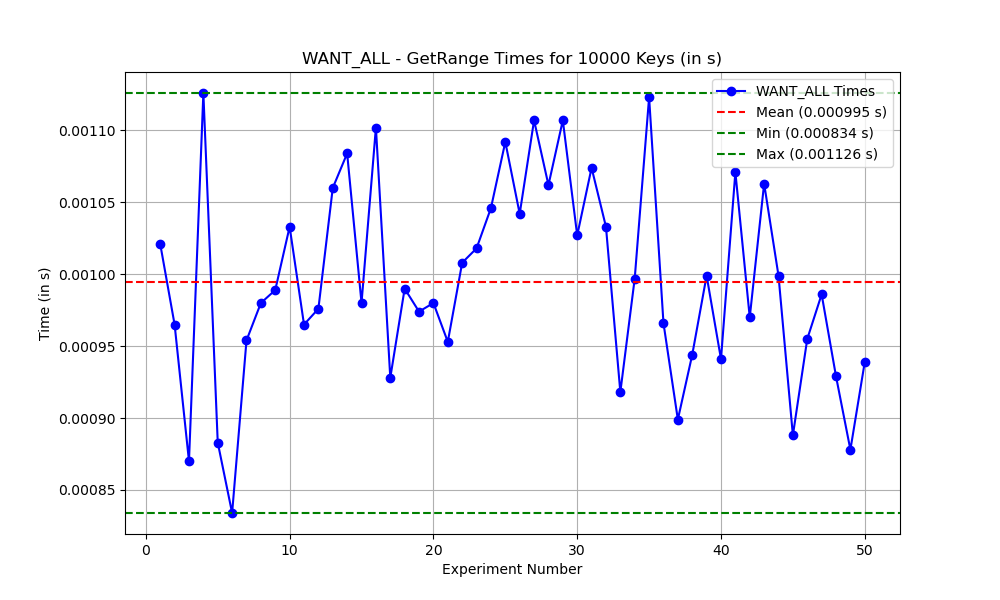 WANT_ALL - GetRange Times for 10000 Keys (in s)
WANT_ALL Times
Mean (0.000995 s)
Min (0.000834 s)
Max (0.001126 s)
Time (in s)
0.00110
0.00105
0.00100
0.00095
0.00090
0.00085
0 10 20 30 40 50
Experiment Number